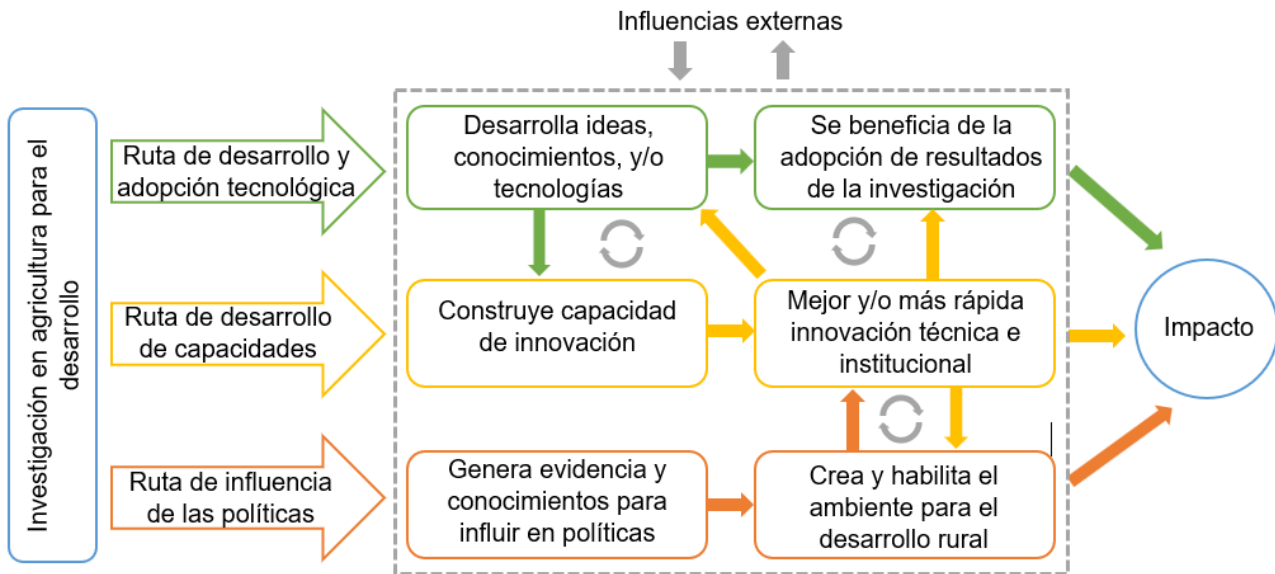 Influencias externas
Investigación en agricultura para el
desarrollo
Ruta de desarrollo y
adopción tecnológica
Desarrolla ideas,
conocimientos, y/o
tecnologías
Se beneficia de la
adopción de resultados
de la investigación
Ruta de desarrollo
de capacidades
Construye capacidad
de innovación
Mejor y/o más rápida
innovación técnica e
institucional
Impacto
Ruta de influencia
de las políticas
Genera evidencia y
conocimientos para
influir en políticas
Crea y habilita el
ambiente para el
desarrollo rural